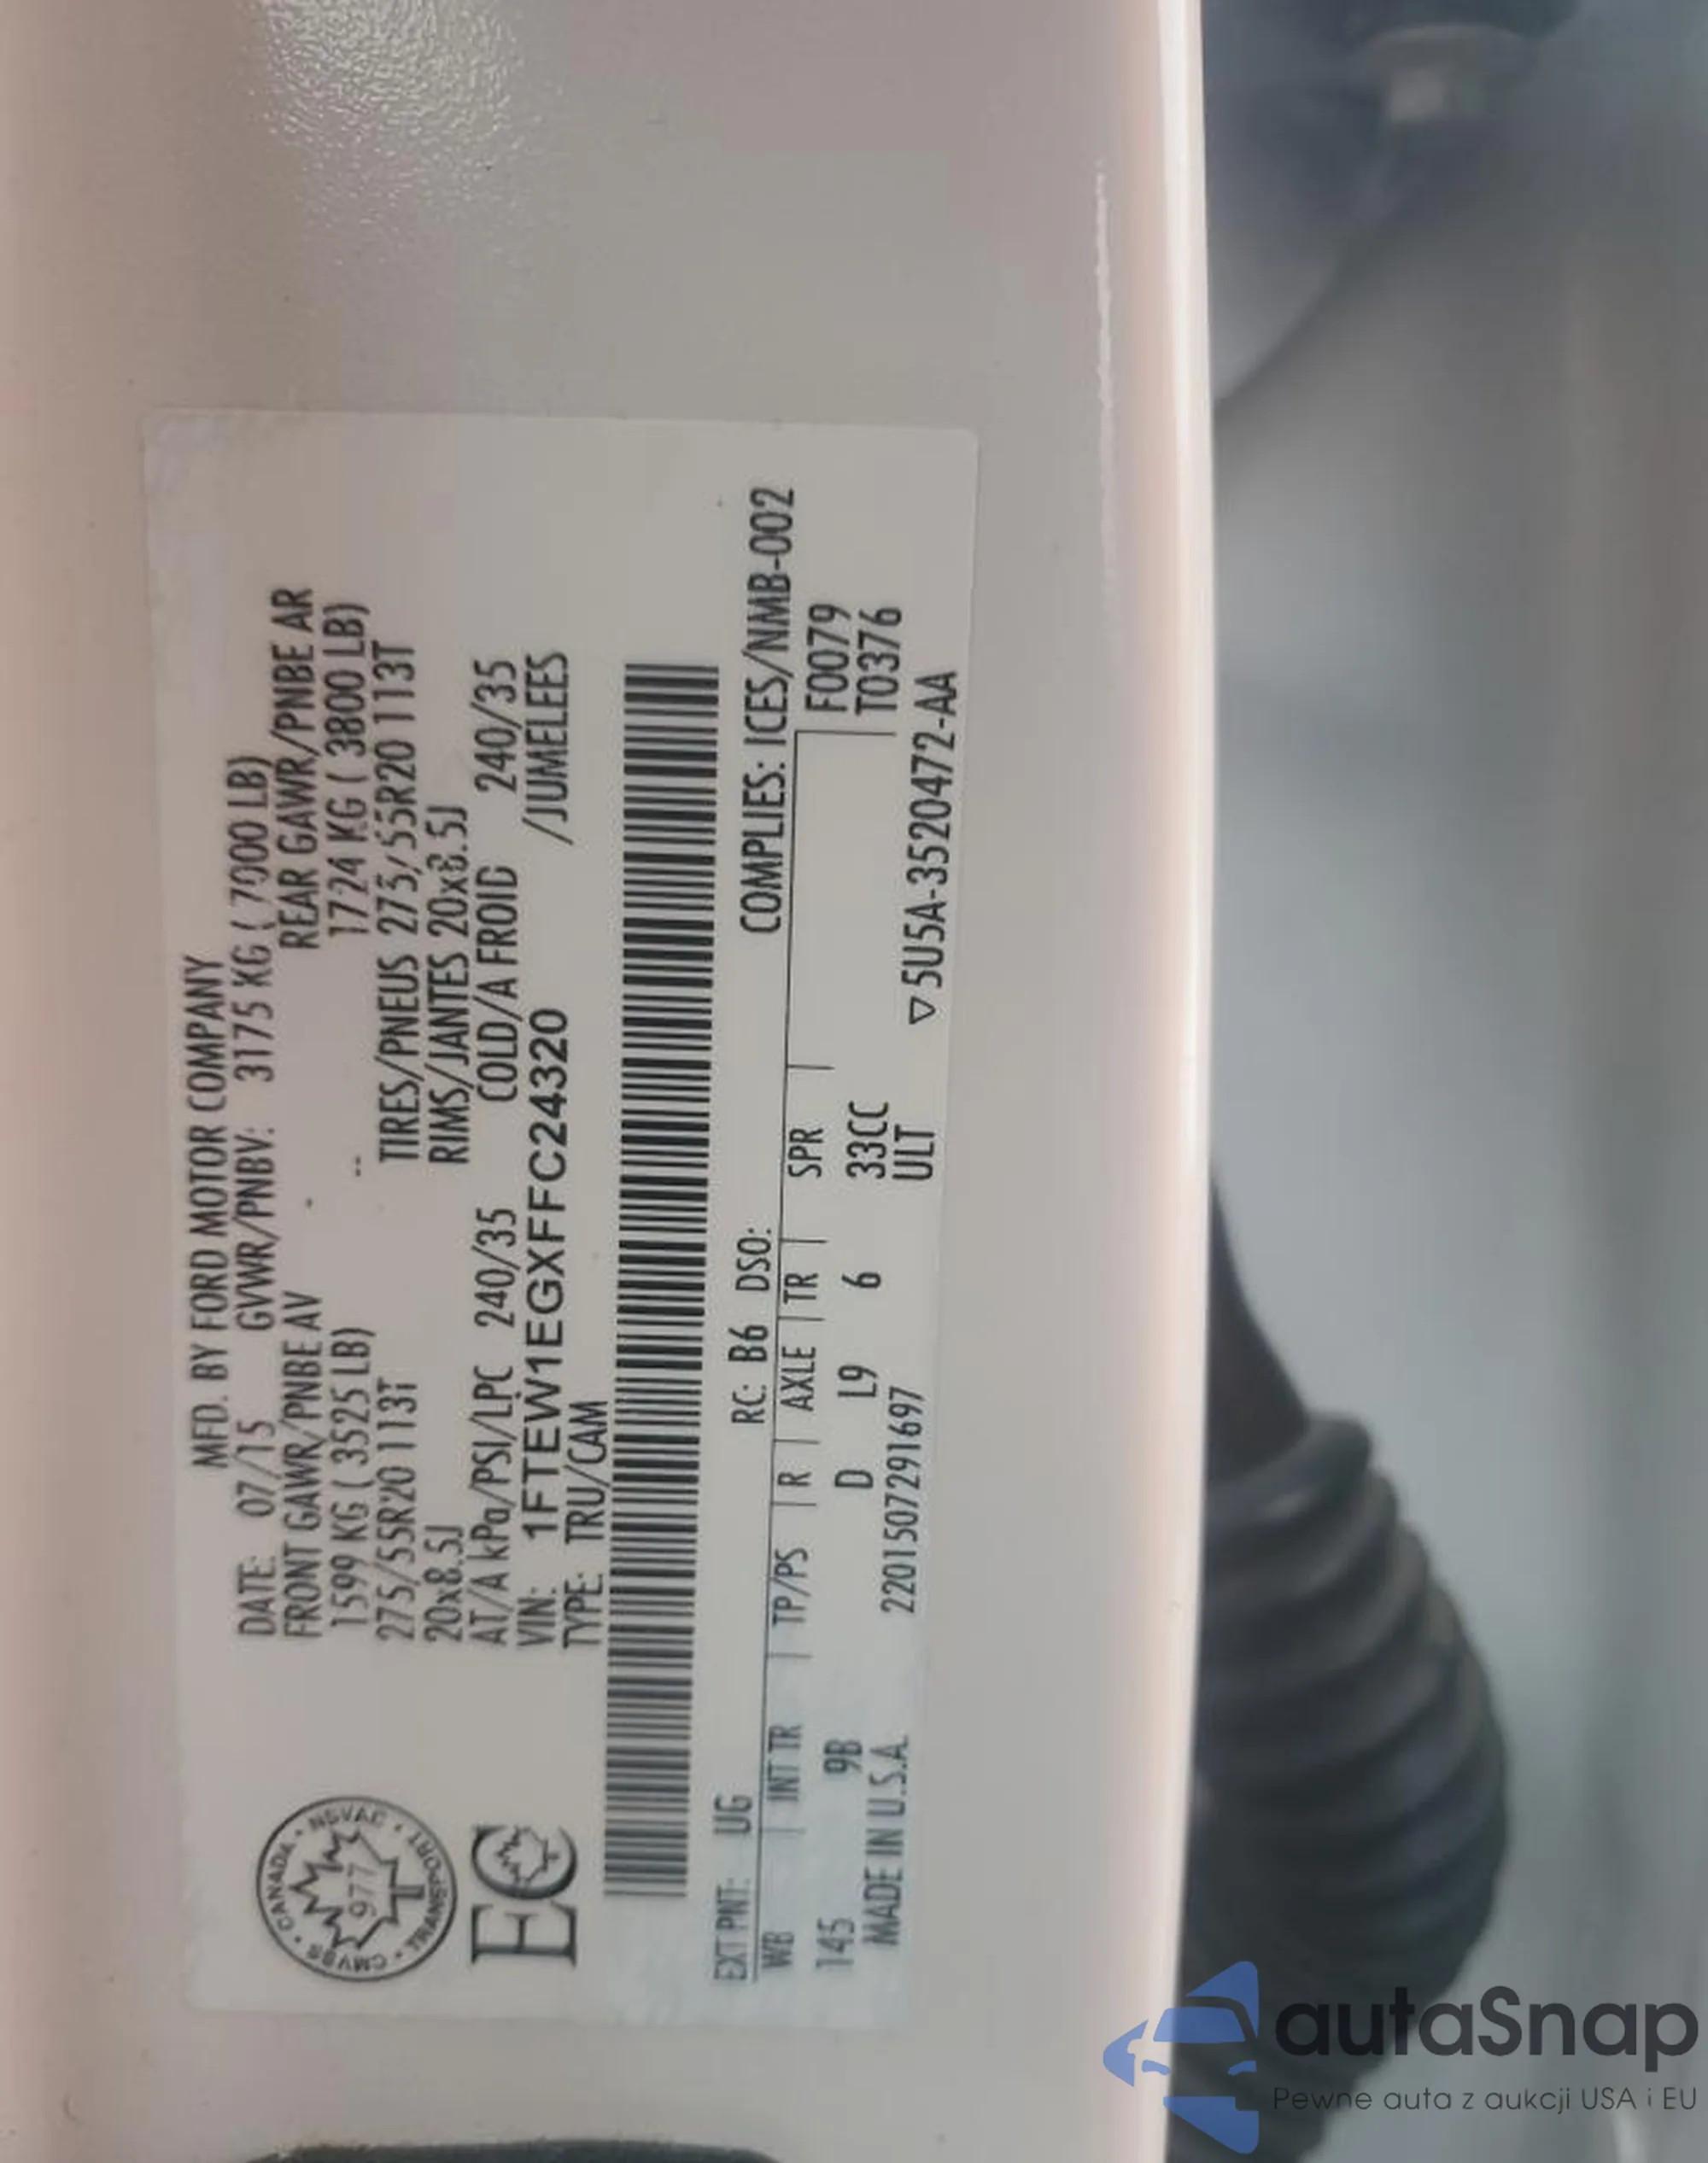 MFD. BY FORD MOTOR COMPANY
DATE: 07/15 GVWR/PNBV: 3175 KG ( 7000 LB)
FRONT GAWR/PNBE AV REAR GAWR/PNBE AR
1599 KG ( 3525 LB) -- 1724 KG ( 3800 LB)
275/55R20 113T TIRES/PNEUS 275/55R20 113T
20x8.5J RIMS/JANTES 20x8.5J
AT/A kPa/PSI/LPC 240/35 COLD/A FROID 240/35
VIN: 1FTEW1EGXFFC24320 /JUMELEES
TYPE: TRU/CAM
CANADA • NSVAC • TRANSPORT • CMVSS
977
T
EC
COMPLIES: ICES/NMB-002
EXT PNT: UG RC: B6 DSO:
WB | INT TR | TP/PS | R | AXLE | TR | SPR F0079
145 9B D L9 6 33CC T0376
MADE IN U.S.A. 2201507291697 ULT
▽5U5A-3520472-AA
autaSnap
Pewne auta z aukcji USA i EU